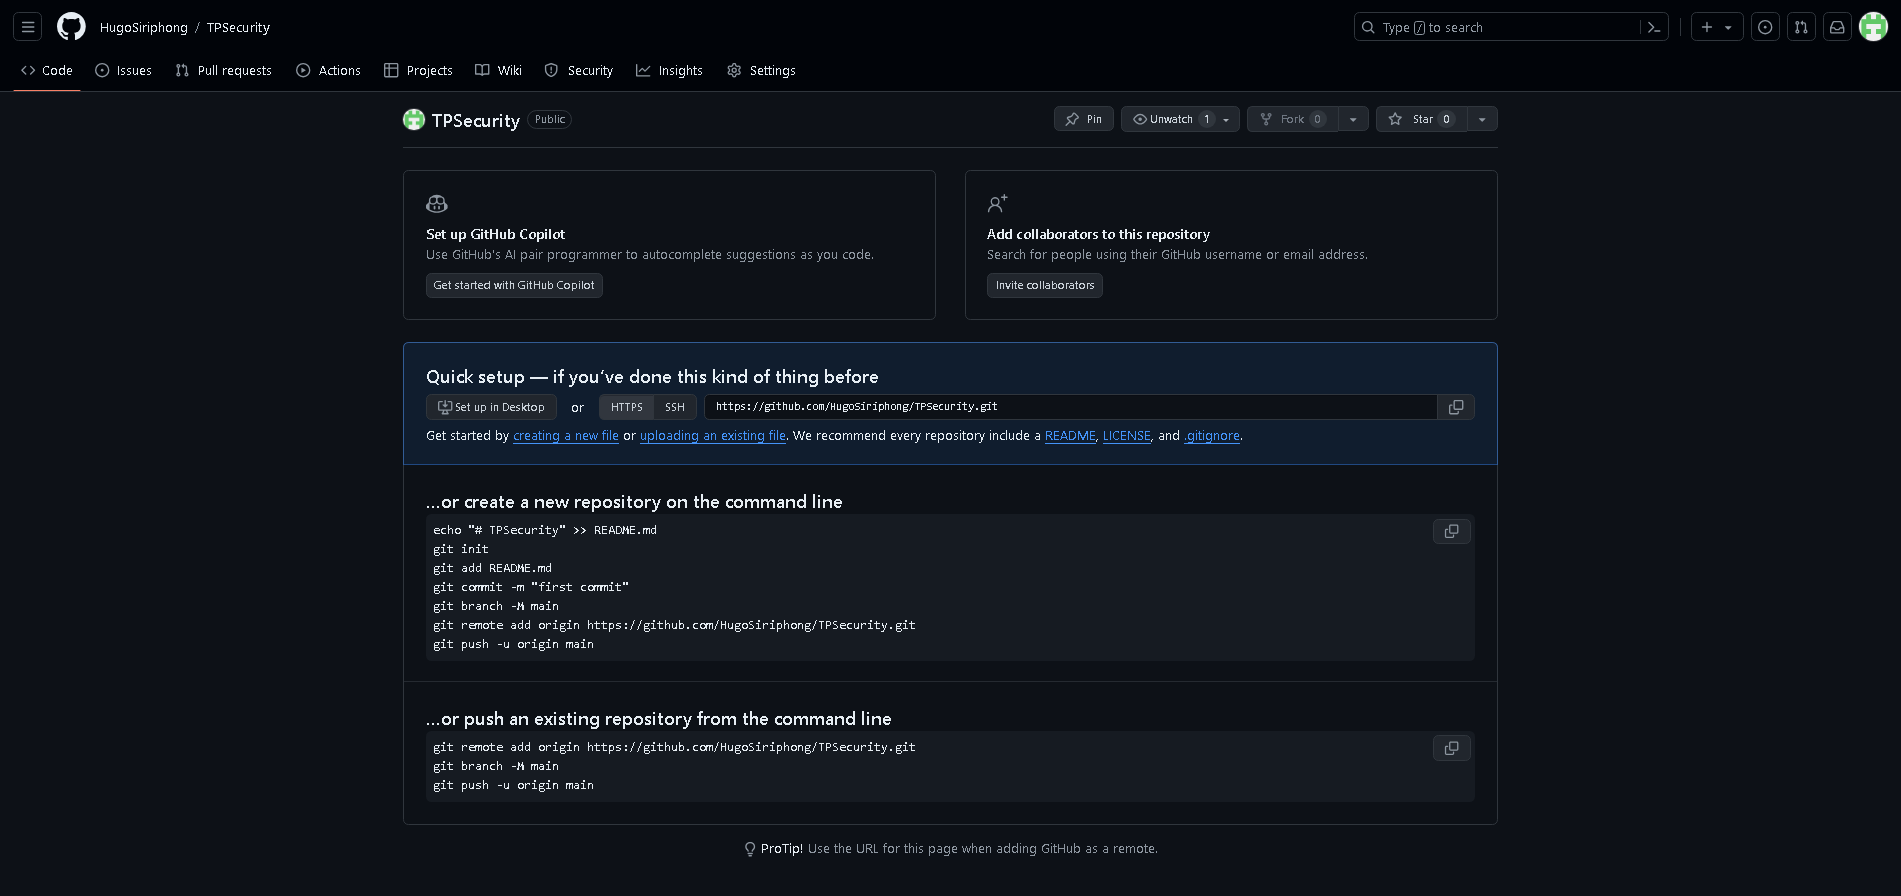 HugoSiriphong / TPSecurity
Type / to search
Code Issues Pull requests Actions Projects Wiki Security Insights Settings
TPSecurity Public
Pin Unwatch 1 Fork 0 Star 0
Set up GitHub Copilot
Use GitHub's AI pair programmer to autocomplete suggestions as you code.
Get started with GitHub Copilot
Add collaborators to this repository
Search for people using their GitHub username or email address.
Invite collaborators
Quick setup — if you've done this kind of thing before
Set up in Desktop or HTTPS SSH https://github.com/HugoSiriphong/TPSecurity.git
Get started by creating a new file or uploading an existing file. We recommend every repository include a README, LICENSE, and .gitignore.
...or create a new repository on the command line
echo "# TPSecurity" >> README.md
git init
git add README.md
git commit -m "first commit"
git branch -M main
git remote add origin https://github.com/HugoSiriphong/TPSecurity.git
git push -u origin main
...or push an existing repository from the command line
git remote add origin https://github.com/HugoSiriphong/TPSecurity.git
git branch -M main
git push -u origin main
ProTip! Use the URL for this page when adding GitHub as a remote.